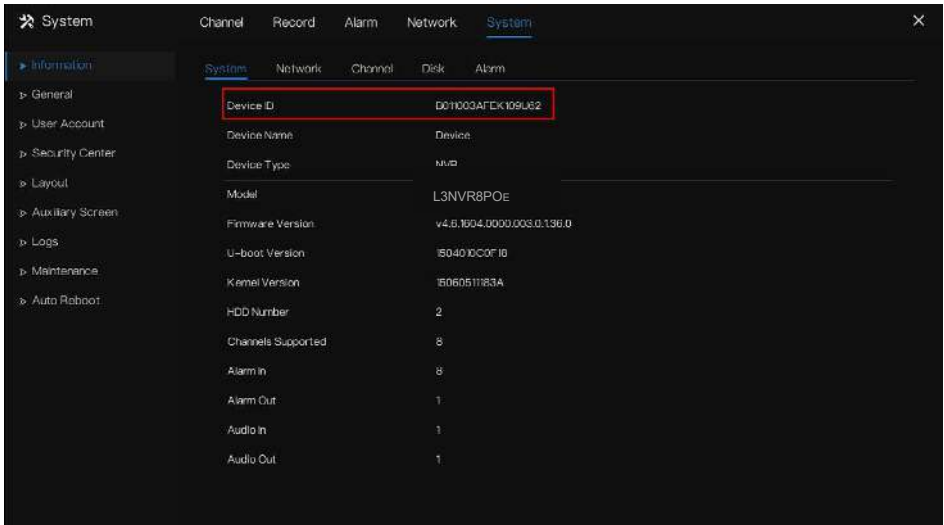 System Channel Record Alarm Network System
Information
General
User Account
Security Center
Layout
Auxiliary Screen
Logs
Maintenance
Auto Reboot
System Network Channel Disk Alarm
Device ID
Device Name Device
Device Type NVR
Model L3NVR8POE
Firmware Version v4.6.1604.0000.003.0.1.36.0
U-boot Version
Kernel Version 15060511183A
HDD Number 2
Channels Supported 8
Alarm In 8
Alarm Out 1
Audio In 1
Audio Out 1